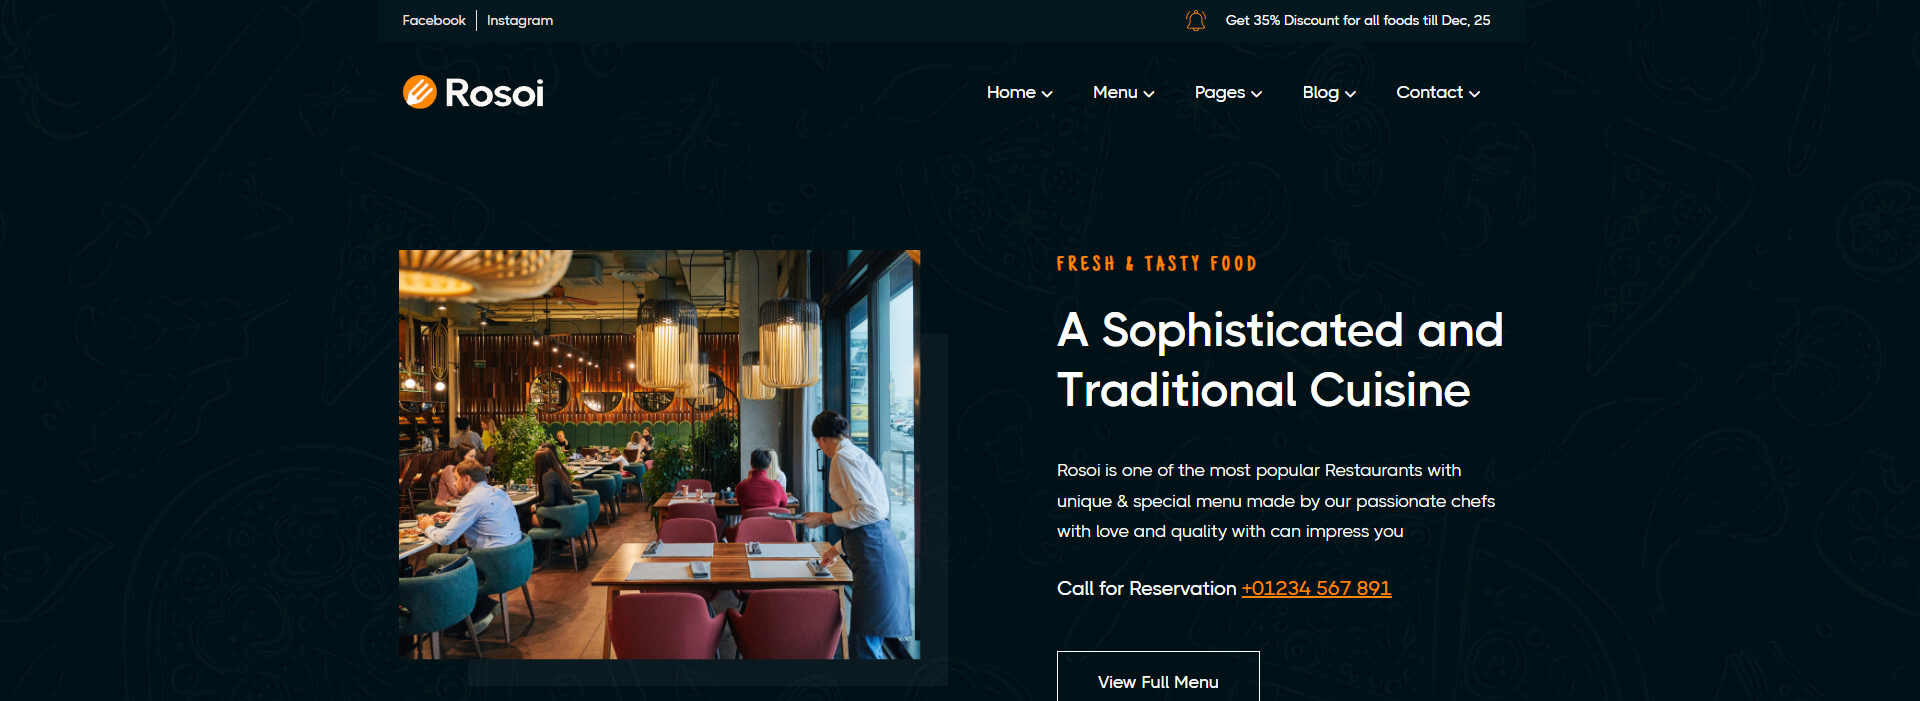 Facebook
Instagram
Get 35% Discount for all foods till Dec, 25
Rosoi
Home
Menu
Pages
Blog
Contact
FRESH & TASTY FOOD
A Sophisticated and
Traditional Cuisine
Rosoi is one of the most popular Restaurants with
unique & special menu made by our passionate chefs
with love and quality with can impress you
Call for Reservation +01234 567 891
View Full Menu